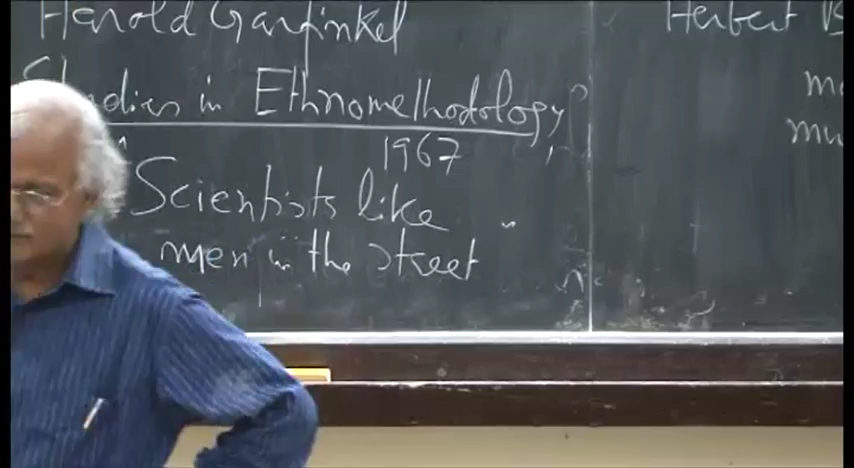 Harold Garfinkel
Studies in Ethnomethodology
1967
Scientists like
men in the street
Herbert